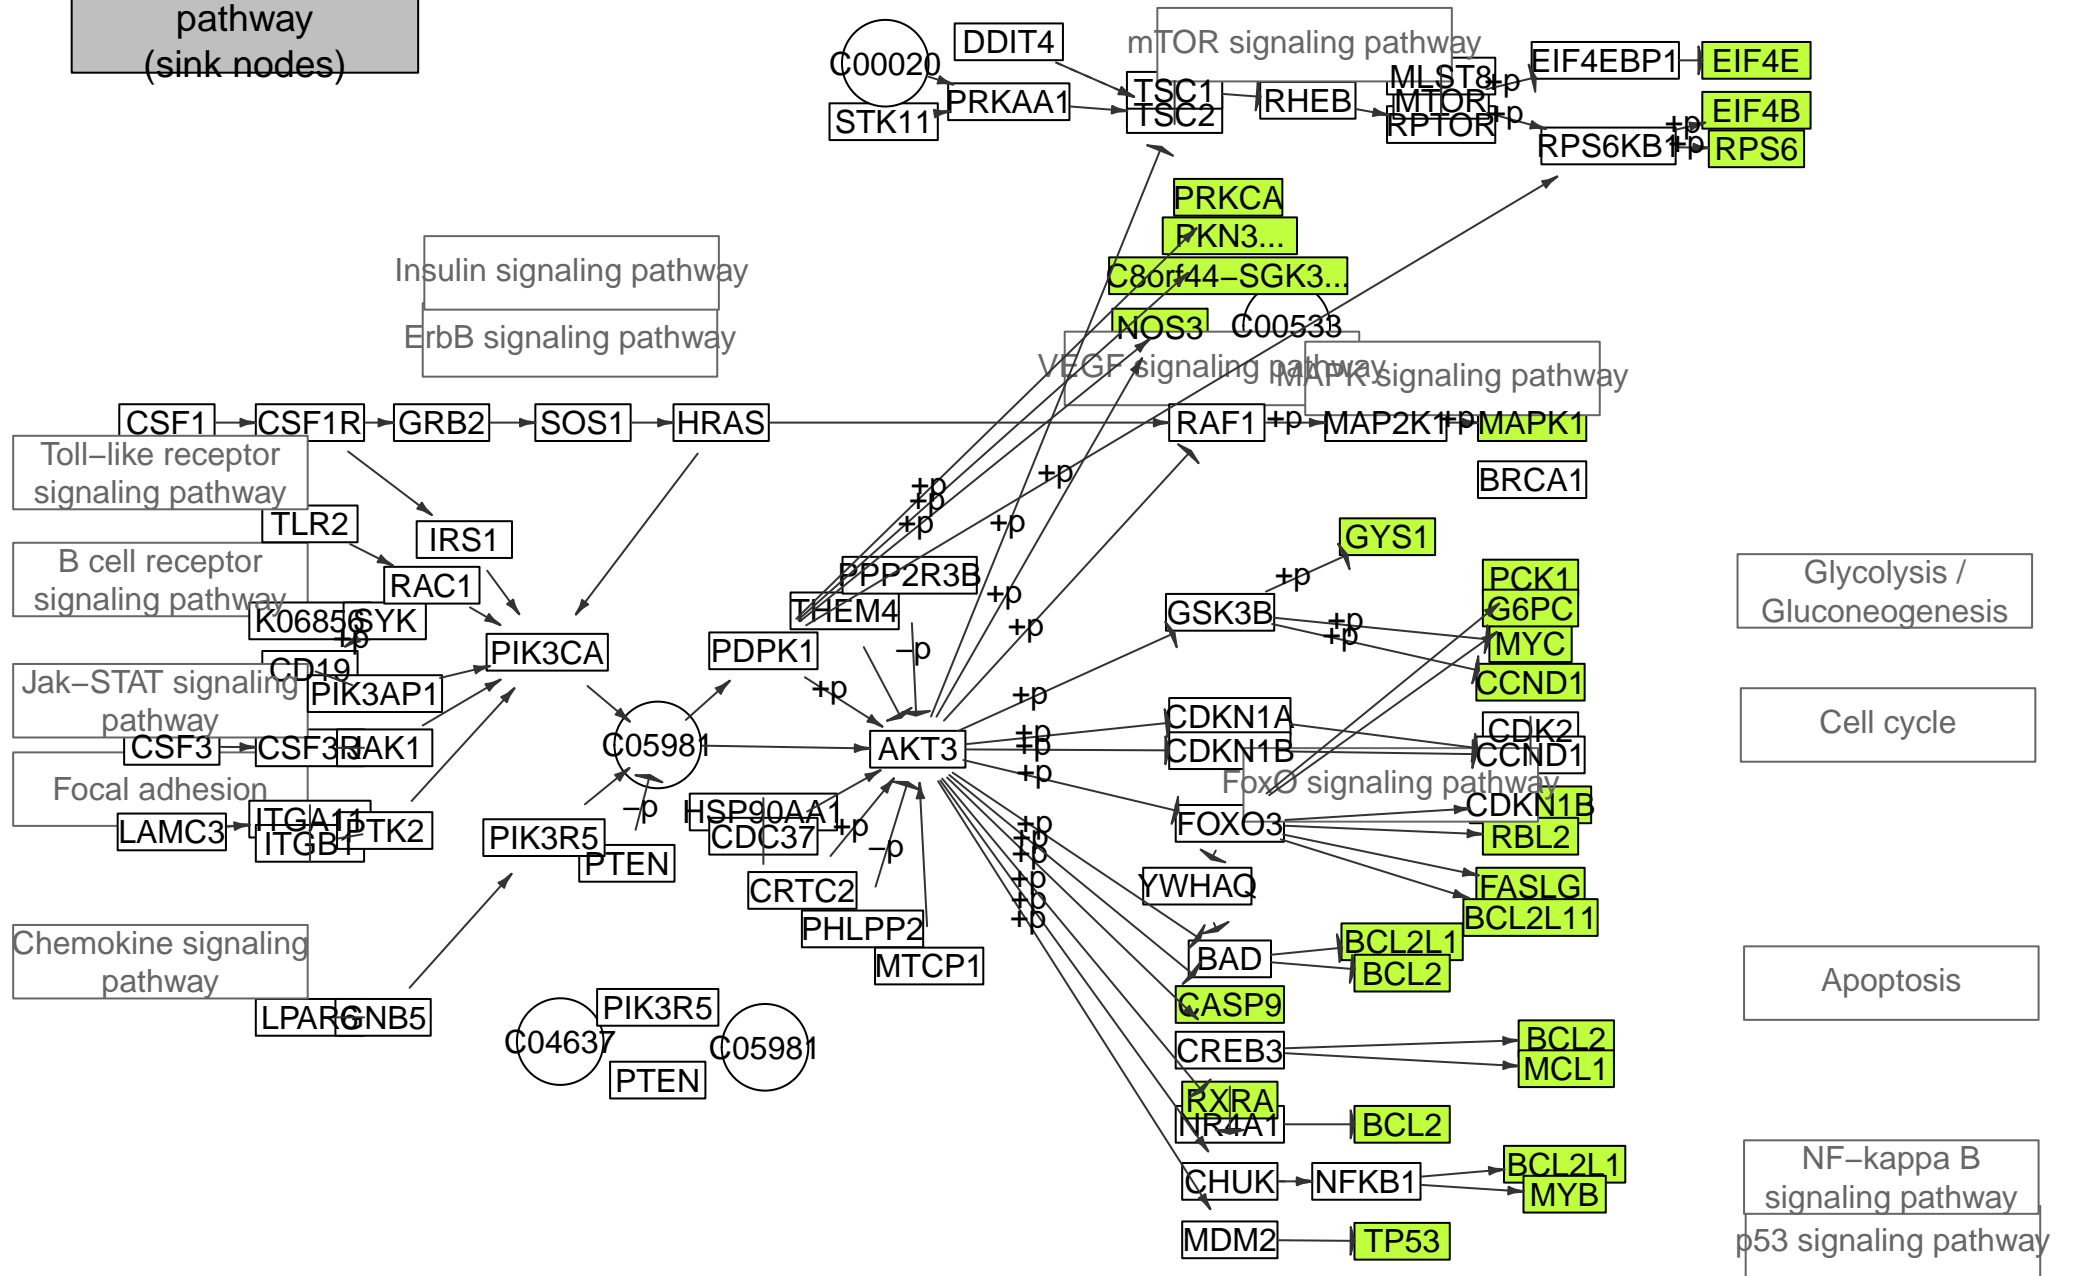 pathway
(sink nodes)
C00020
DDIT4
mTOR signaling pathway
STK11
PRKAA1
TSC1
TSC2
RHEB
MLST8
MTOR
RPTOR
+p
+p
EIF4EBP1
EIF4E
EIF4B
RPS6KB1
+p
+p
RPS6
PRKCA
PKN3...
C8orf44−SGK3...
NOS3
C00533
Insulin signaling pathway
ErbB signaling pathway
VEGF signaling pathway
MAPK signaling pathway
CSF1
CSF1R
GRB2
SOS1
HRAS
RAF1
+p
MAP2K1
+p
MAPK1
BRCA1
Toll−like receptor
signaling pathway
TLR2
IRS1
+p
+p
+p
+p
+p
GYS1
B cell receptor
signaling pathway
RAC1
K06856
SYK
+p
CD19
PIK3AP1
PIK3CA
PDPK1
THEM4
PPP2R3B
−p
+p
+p
+p
+p
GSK3B
+p
+p
+p
PCK1
G6PC
MYC
CCND1
Glycolysis /
Gluconeogenesis
Jak−STAT signaling
pathway
CSF3
CSF3R
JAK1
C05981
AKT3
+p
+p
+p
CDKN1A
CDKN1B
CDK2
CCND1
Cell cycle
FoxO signaling pathway
Focal adhesion
LAMC3
ITGA11
ITGB1
PTK2
PIK3R5
PTEN
−p
HSP90AA1
CDC37
+p
−p
CRTC2
PHLPP2
MTCP1
+p
+p
+p
+p
+p
+p
FOXO3
CDKN1B
RBL2
YWHAQ
FASLG
BCL2L11
BAD
BCL2L1
BCL2
CASP9
Apoptosis
Chemokine signaling
pathway
LPAR6
GNB5
C04637
PIK3R5
C05981
PTEN
CREB3
BCL2
MCL1
RXRA
NR4A1
BCL2
CHUK
NFKB1
BCL2L1
MYB
NF−kappa B
signaling pathway
MDM2
TP53
p53 signaling pathway